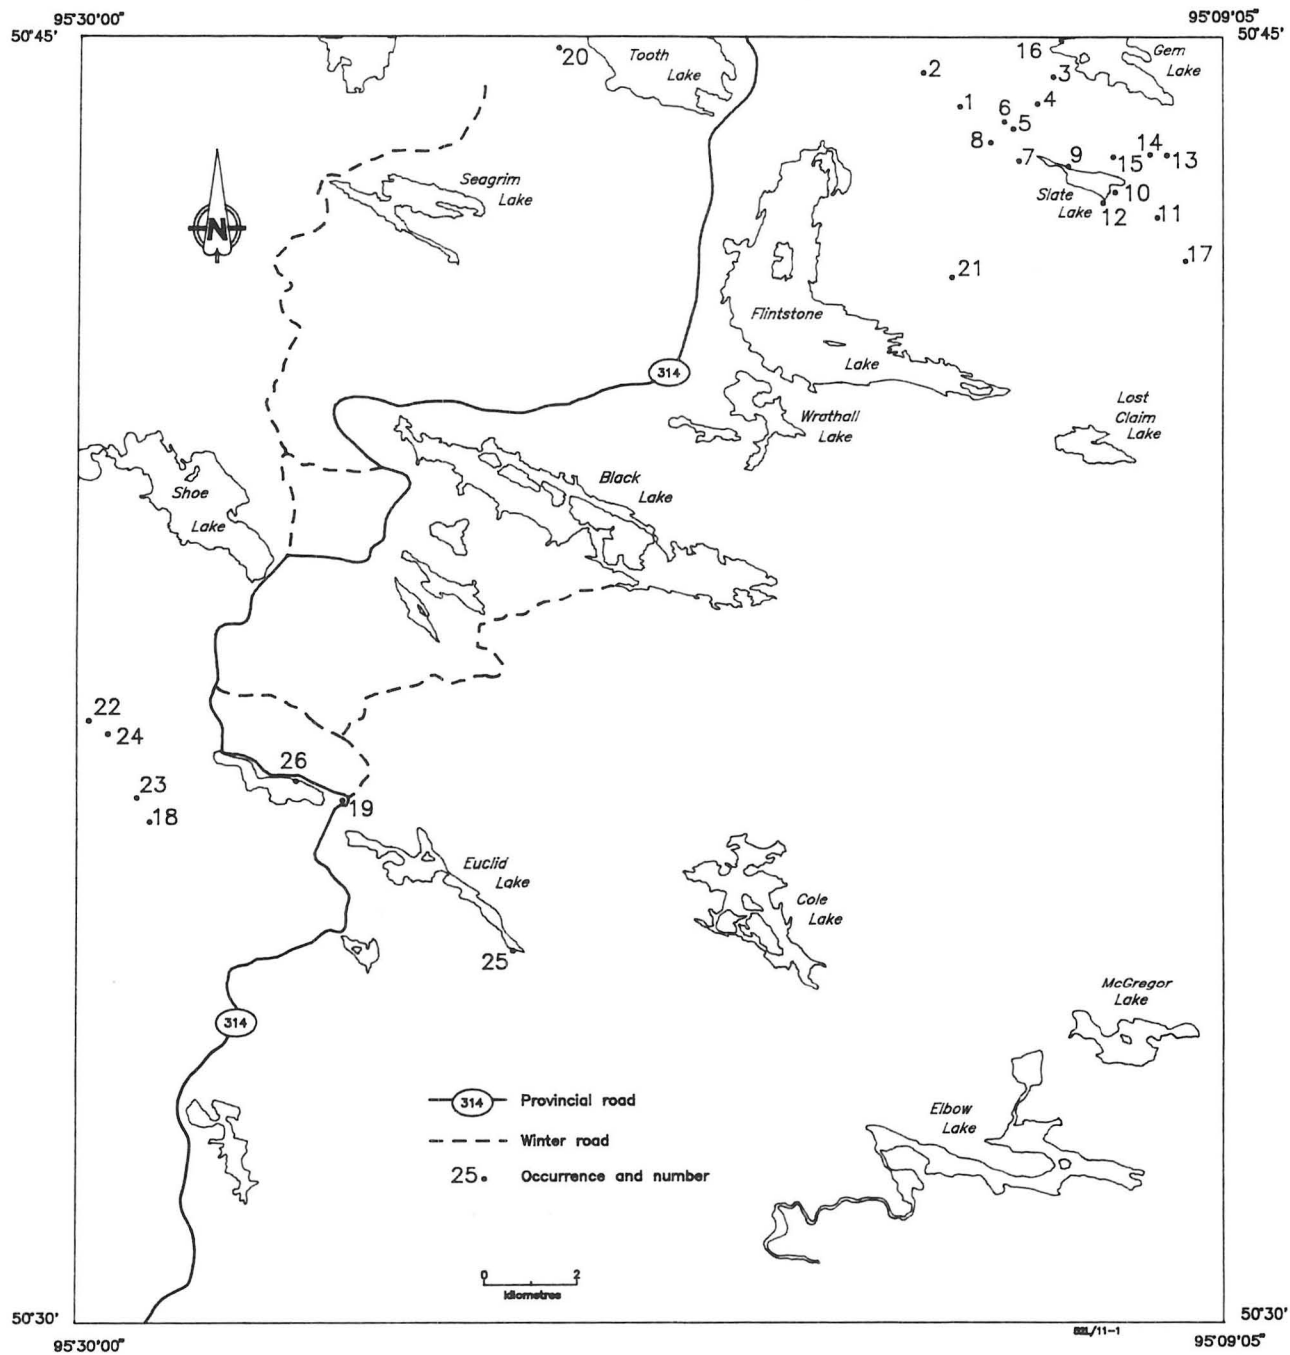 95°30'00"
95°09'05"
50°45'
50°45'
20
Tooth
Lake
16
Gem
Lake
2
3
1
4
6
5
8
7
9
15
14
13
Slate
Lake
10
12
11
17
21
Seagrim
Lake
N
Flintstone
Lake
314
Wrathall
Lake
Lost
Claim
Lake
Black
Lake
Shoe
Lake
22
24
26
23
18
19
Euclid
Lake
Cole
Lake
25
McGregor
Lake
314
314 Provincial road
Winter road
25. Occurrence and number
Elbow
Lake
0 2
kilometres
50°30'
50°30'
95°30'00"
95°09'05"